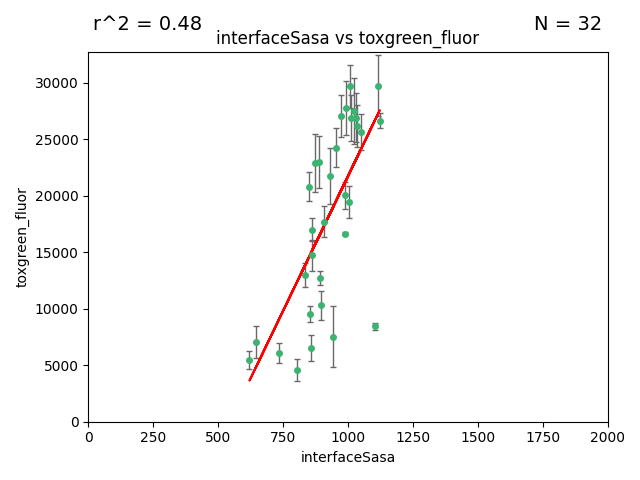 r^2 = 0.48
N = 32
interfaceSasa vs toxgreen_fluor
toxgreen_fluor
30000
25000
20000
15000
10000
5000
0
0 250 500 750 1000 1250 1500 1750 2000
interfaceSasa